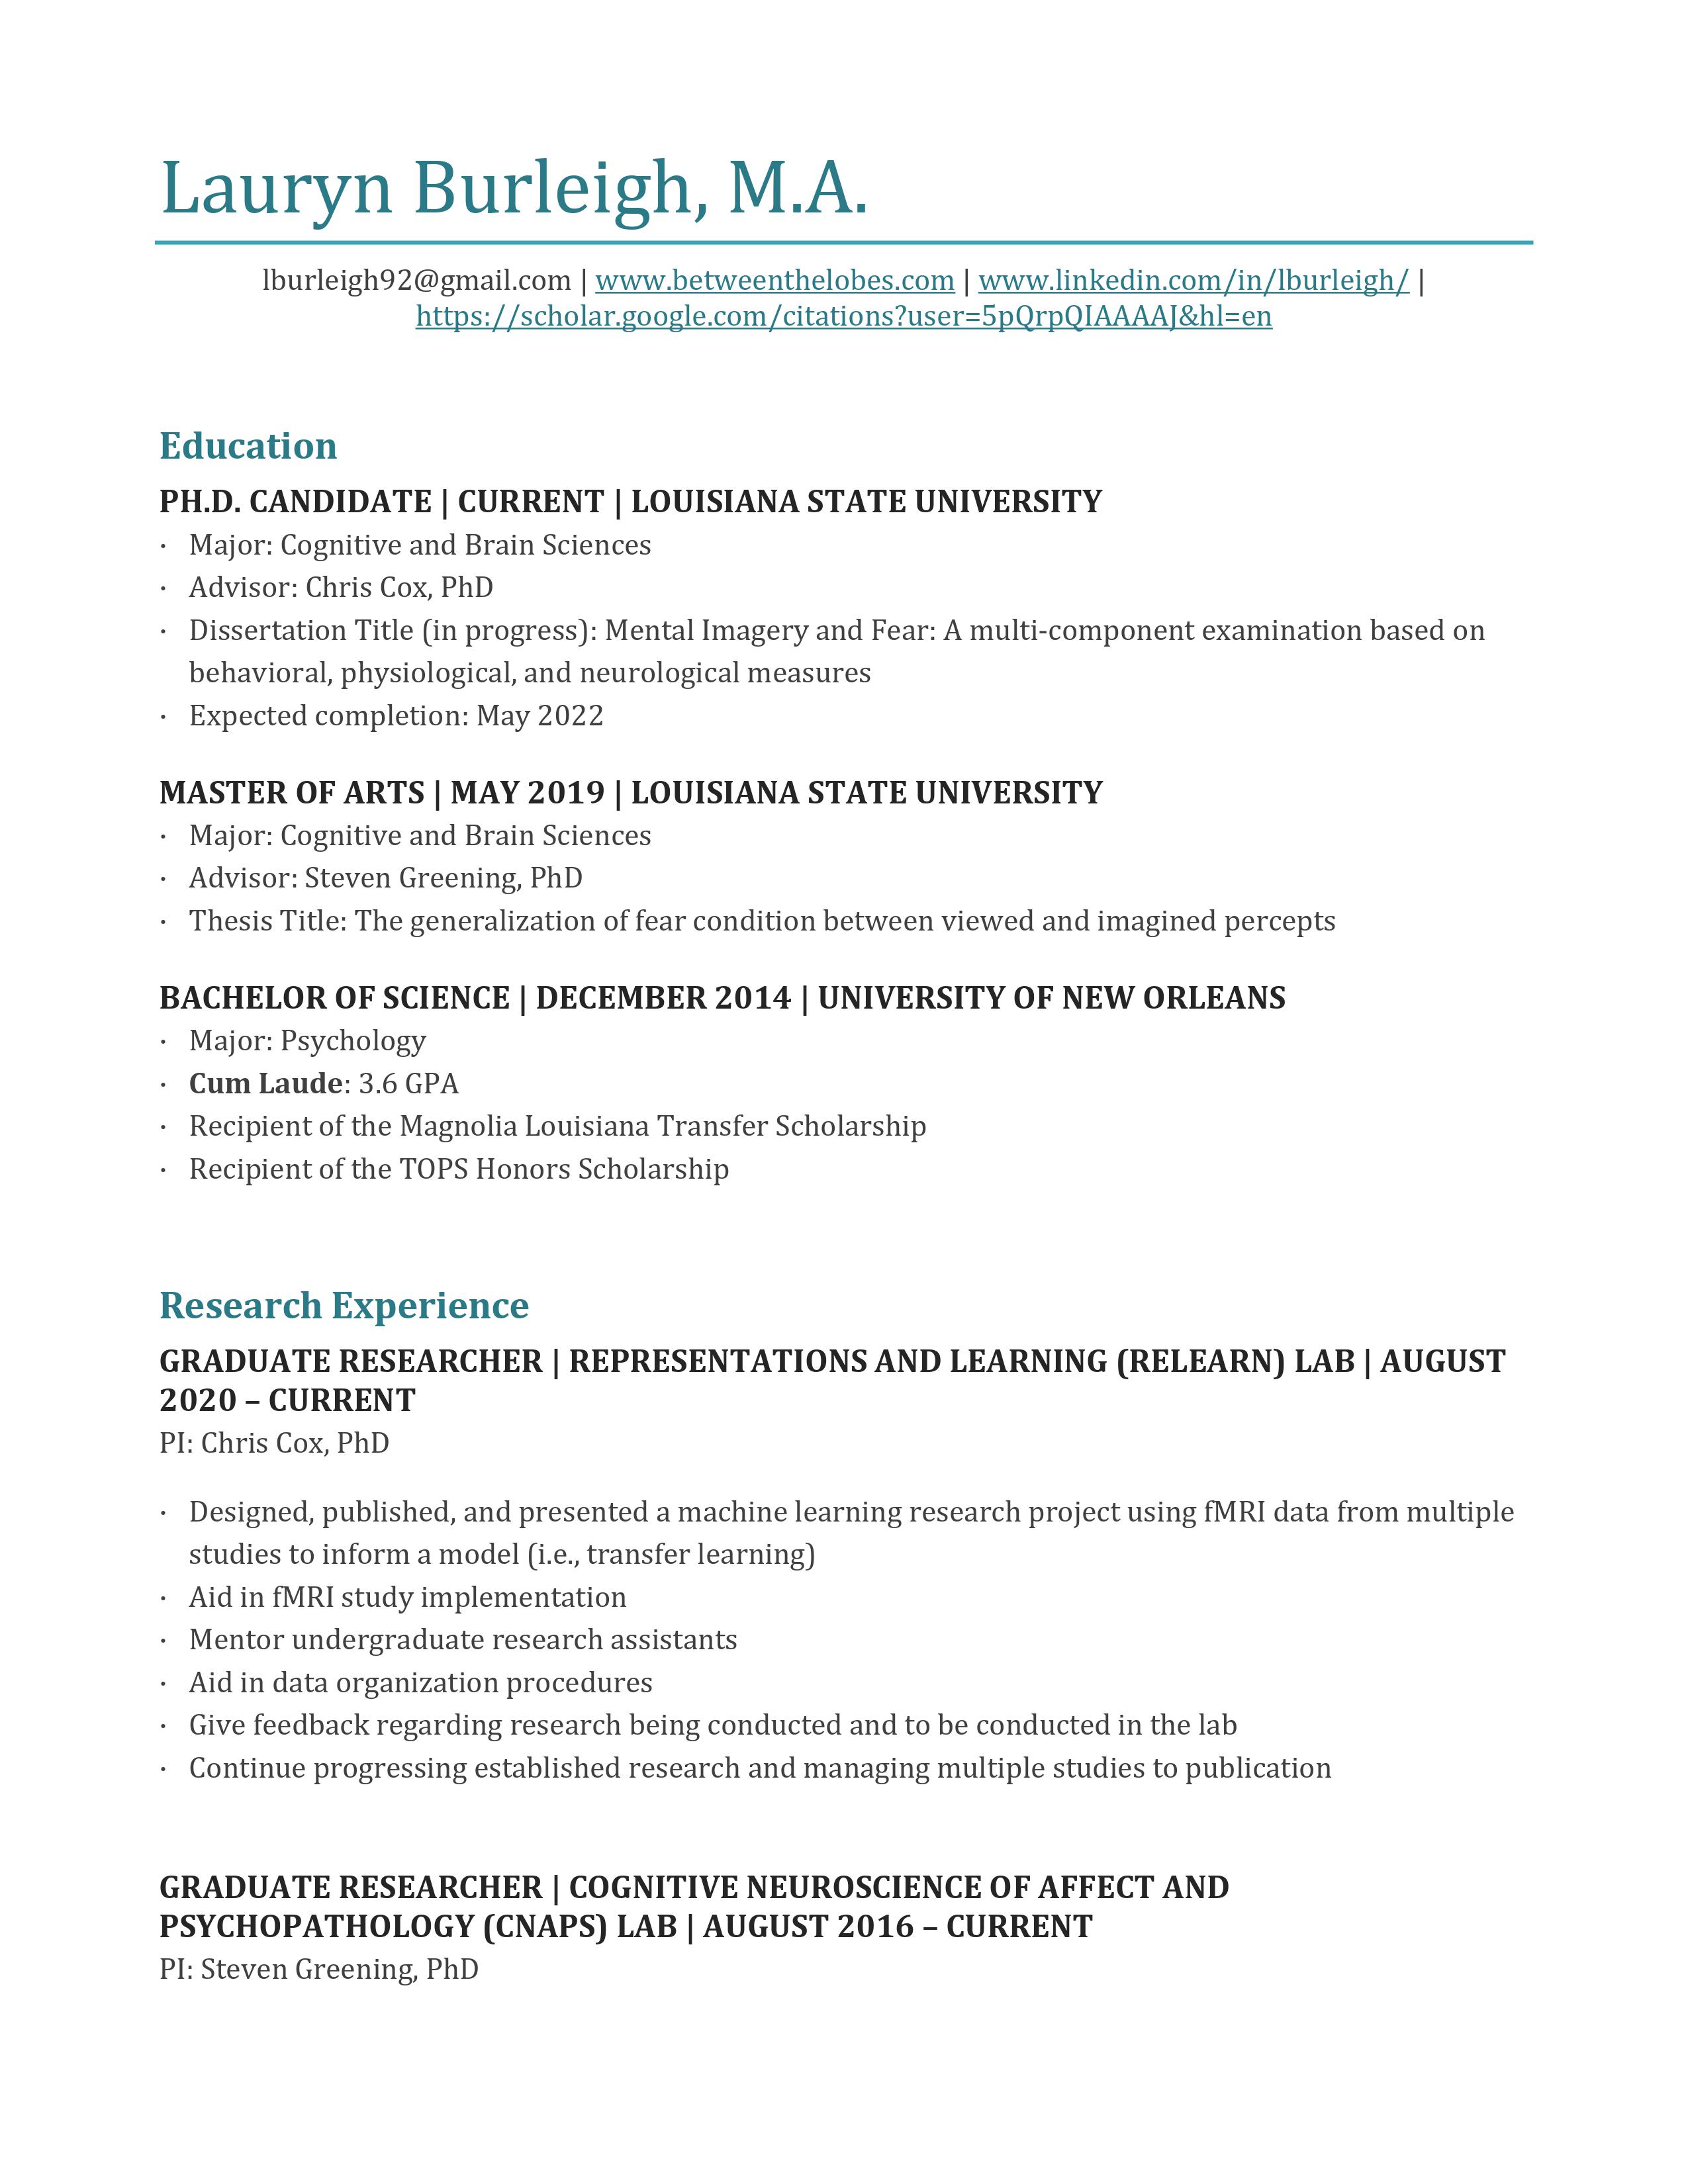 Lauryn Burleigh, M.A.
lburleigh92@gmail.com | www.betweenthelobes.com | www.linkedin.com/in/lburleigh/ |
https://scholar.google.com/citations?user=5pQrpQIAAAAJ&hl=en
Education
PH.D. CANDIDATE | CURRENT | LOUISIANA STATE UNIVERSITY
· Major: Cognitive and Brain Sciences
· Advisor: Chris Cox, PhD
· Dissertation Title (in progress): Mental Imagery and Fear: A multi-component examination based on
behavioral, physiological, and neurological measures
· Expected completion: May 2022
MASTER OF ARTS | MAY 2019 | LOUISIANA STATE UNIVERSITY
· Major: Cognitive and Brain Sciences
· Advisor: Steven Greening, PhD
· Thesis Title: The generalization of fear condition between viewed and imagined percepts
BACHELOR OF SCIENCE | DECEMBER 2014 | UNIVERSITY OF NEW ORLEANS
· Major: Psychology
· Cum Laude: 3.6 GPA
· Recipient of the Magnolia Louisiana Transfer Scholarship
· Recipient of the TOPS Honors Scholarship
Research Experience
GRADUATE RESEARCHER | REPRESENTATIONS AND LEARNING (RELEARN) LAB | AUGUST
2020 – CURRENT
PI: Chris Cox, PhD
· Designed, published, and presented a machine learning research project using fMRI data from multiple
studies to inform a model (i.e., transfer learning)
· Aid in fMRI study implementation
· Mentor undergraduate research assistants
· Aid in data organization procedures
· Give feedback regarding research being conducted and to be conducted in the lab
· Continue progressing established research and managing multiple studies to publication
GRADUATE RESEARCHER | COGNITIVE NEUROSCIENCE OF AFFECT AND
PSYCHOPATHOLOGY (CNAPS) LAB | AUGUST 2016 – CURRENT
PI: Steven Greening, PhD